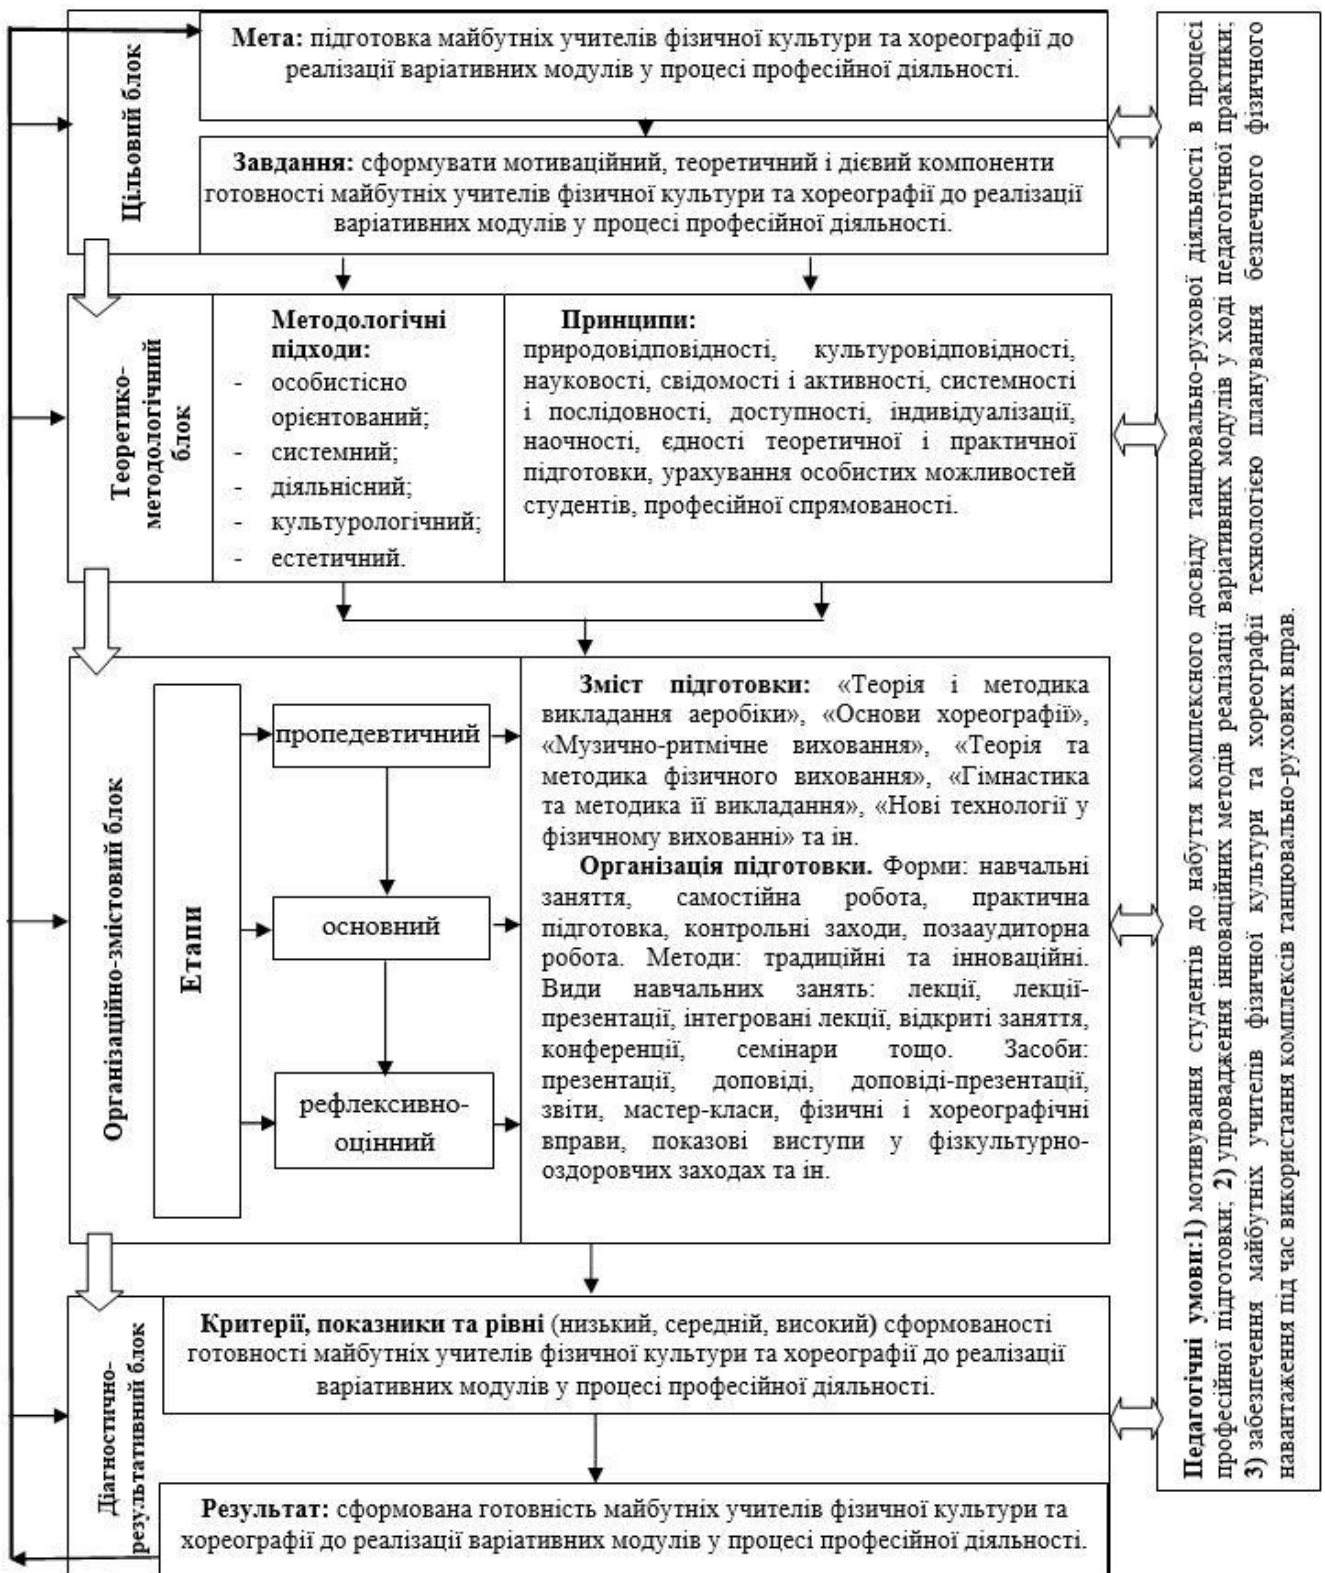 Цільовий блок
Мета: підготовка майбутніх учителів фізичної культури та хореографії до
реалізації варіативних модулів у процесі професійної діяльності.
Завдання: сформувати мотиваційний, теоретичний і дієвий компоненти
готовності майбутніх учителів фізичної культури та хореографії до реалізації
варіативних модулів у процесі професійної діяльності.
Теоретико-
методологічний
блок
Методологічні
підходи:
- особистісно
орієнтований;
- системний;
- діяльнісний;
- культурологічний;
- естетичний.
Принципи:
природовідповідності, культуровідповідності,
науковості, свідомості і активності, системності
і послідовності, доступності, індивідуалізації,
наочності, єдності теоретичної і практичної
підготовки, урахування особистих можливостей
студентів, професійної спрямованості.
Організаційно-змістовий блок
Етапи
пропедевтичний
основний
рефлексивно-
оцінний
Зміст підготовки: «Теорія і методика
викладання аеробіки», «Основи хореографії»,
«Музично-ритмічне виховання», «Теорія та
методика фізичного виховання», «Гімнастика
та методика її викладання», «Нові технології у
фізичному вихованні» та ін.
Організація підготовки. Форми: навчальні
заняття, самостійна робота, практична
підготовка, контрольні заходи, позааудиторна
робота. Методи: традиційні та інноваційні.
Види навчальних занять: лекції, лекції-
презентації, інтегровані лекції, відкриті заняття,
конференції, семінари тощо. Засоби:
презентації, доповіді, доповіді-презентації,
звіти, мастер-класи, фізичні і хореографічні
вправи, показові виступи у фізкультурно-
оздоровчих заходах та ін.
Діагностично-
результативний блок
Критерії, показники та рівні (низький, середній, високий) сформованості
готовності майбутніх учителів фізичної культури та хореографії до реалізації
варіативних модулів у процесі професійної діяльності.
Результат: сформована готовність майбутніх учителів фізичної культури та
хореографії до реалізації варіативних модулів у процесі професійної діяльності.
Педагогічні умови:1) мотивування студентів до набуття комплексного досвіду танцювально-рухової діяльності в процесі
професійної підготовки; 2) упровадження інноваційних методів реалізації варіативних модулів у ході педагогічної практики;
3) забезпечення майбутніх учителів фізичної культури та хореографії технологією планування безпечного фізичного
навантаження під час використання комплексів танцювально-рухових вправ.